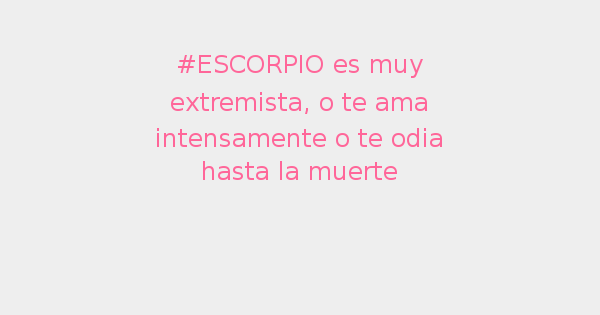 #ESCORPIO es muy
extremista, o te ama
intensamente o te odia
hasta la muerte